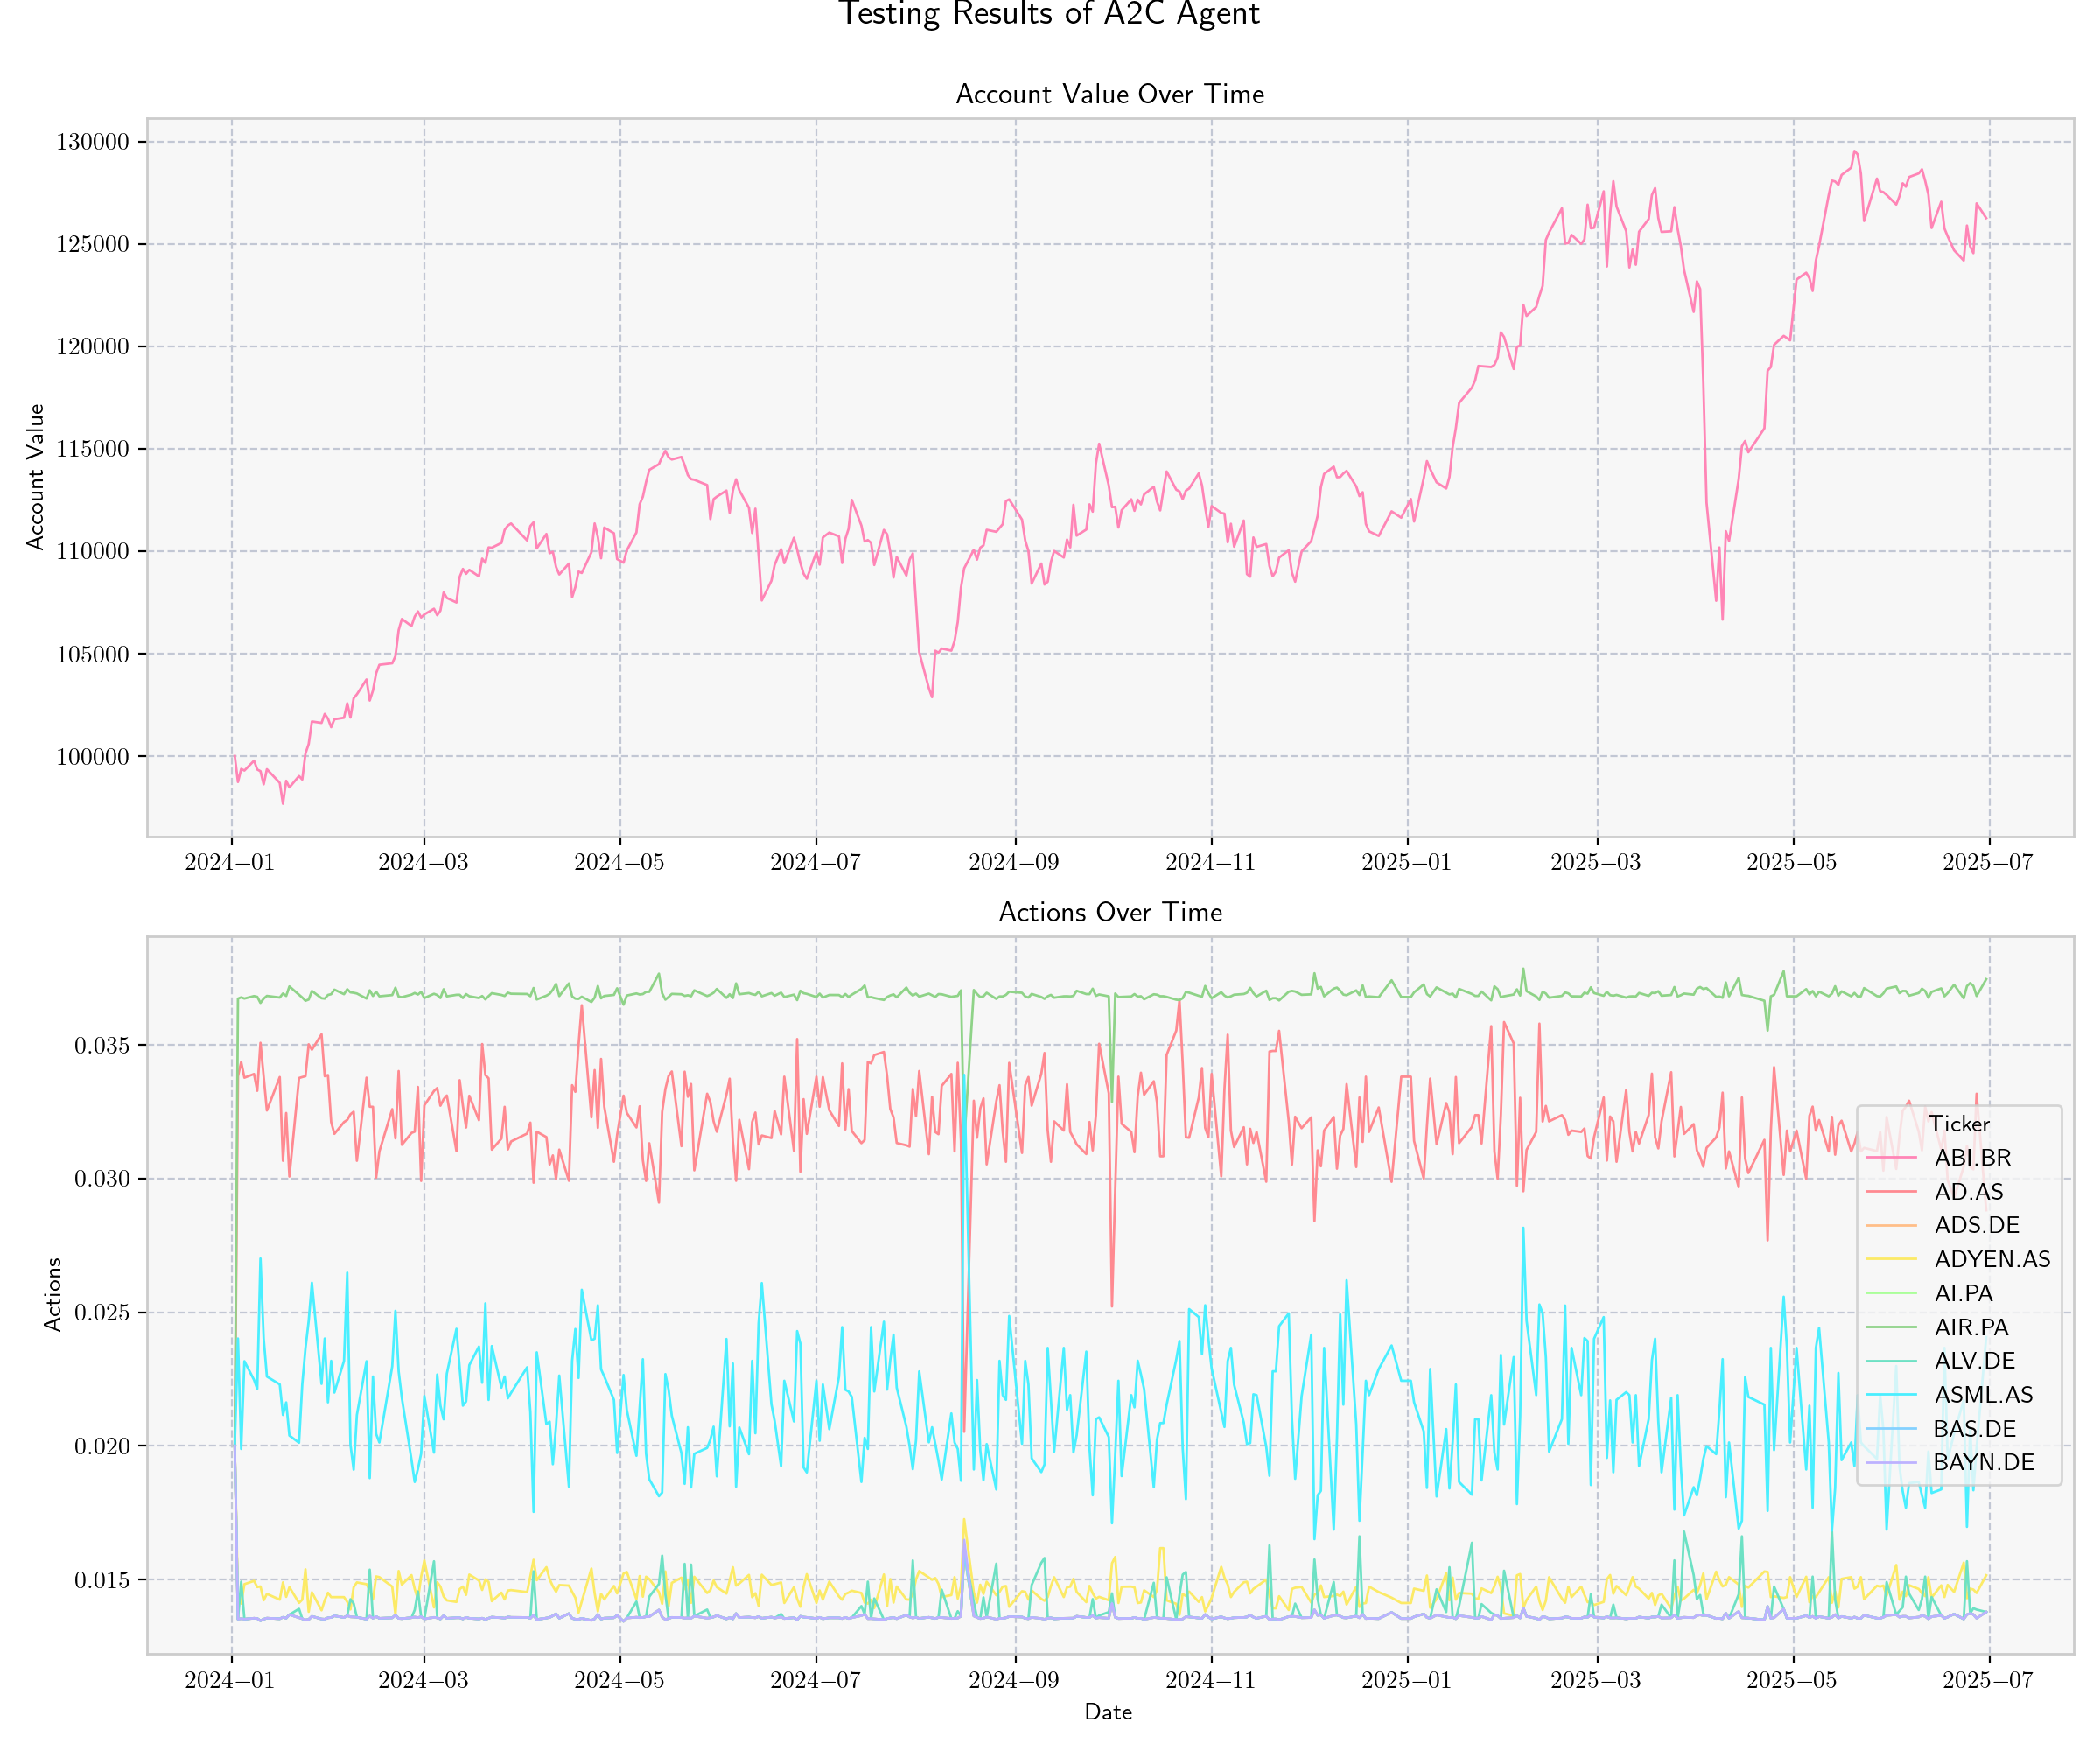 Testing Results of A2C Agent
Account Value Over Time
130000
125000
120000
115000
110000
105000
100000
Account Value
2024−01 2024−03 2024−05 2024−07 2024−09 2024−11 2025−01 2025−03 2025−05 2025−07
Actions Over Time
0.035
0.030
0.025
0.020
0.015
Actions
Ticker
ABI.BR
AD.AS
ADS.DE
ADYEN.AS
AI.PA
AIR.PA
ALV.DE
ASML.AS
BAS.DE
BAYN.DE
2024−01 2024−03 2024−05 2024−07 2024−09 2024−11 2025−01 2025−03 2025−05 2025−07
Date